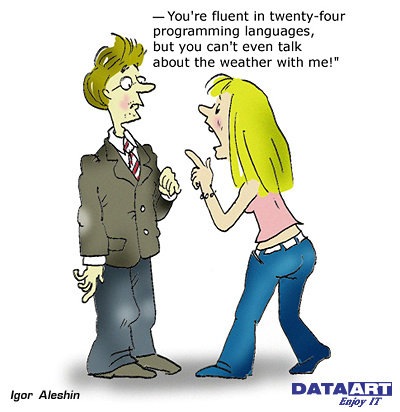 — You're fluent in twenty-four
programming languages,
but you can't even talk
about the weather with me!"
Igor Aleshin
DATAART
Enjoy IT